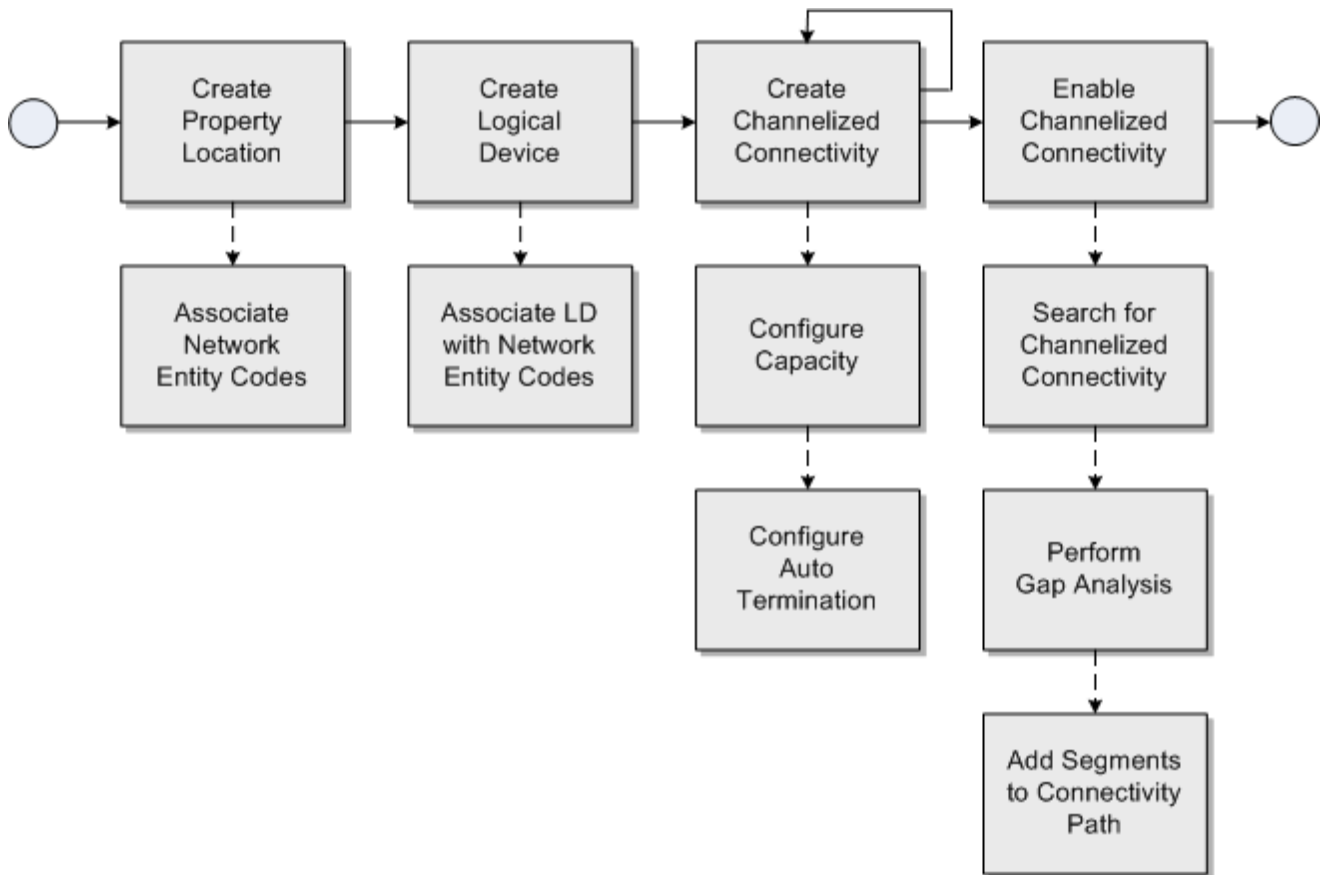 Create
Property
Location
Create
Logical
Device
Create
Channelized
Connectivity
Enable
Channelized
Connectivity
Associate
Network
Entity Codes
Associate LD
with Network
Entity Codes
Configure
Capacity
Search for
Channelized
Connectivity
Configure
Auto
Termination
Perform
Gap Analysis
Add Segments
to Connectivity
Path